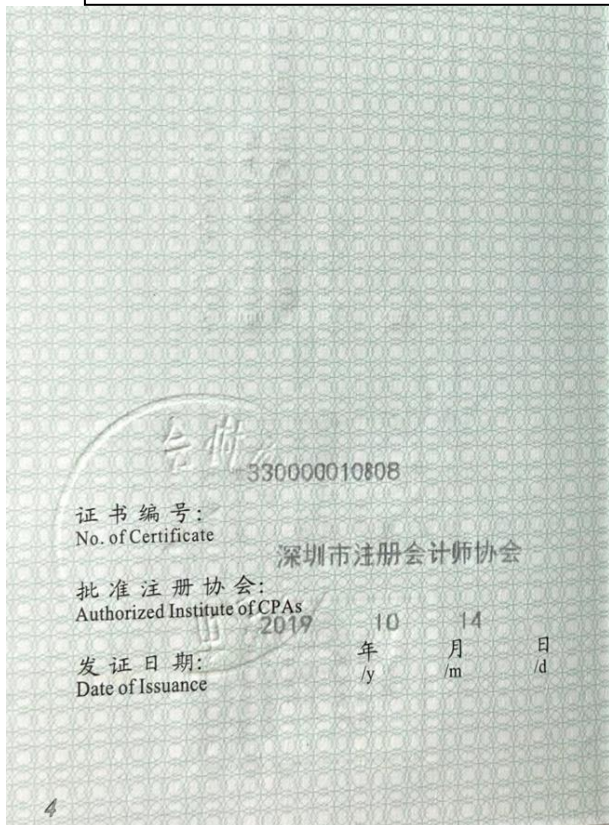 330000010808
证书编号：
No. of Certificate
深圳市注册会计师协会
批准注册协会：
Authorized Institute of CPAs
2019 10 14
发证日期： 年 月 日
Date of Issuance /y /m /d
4